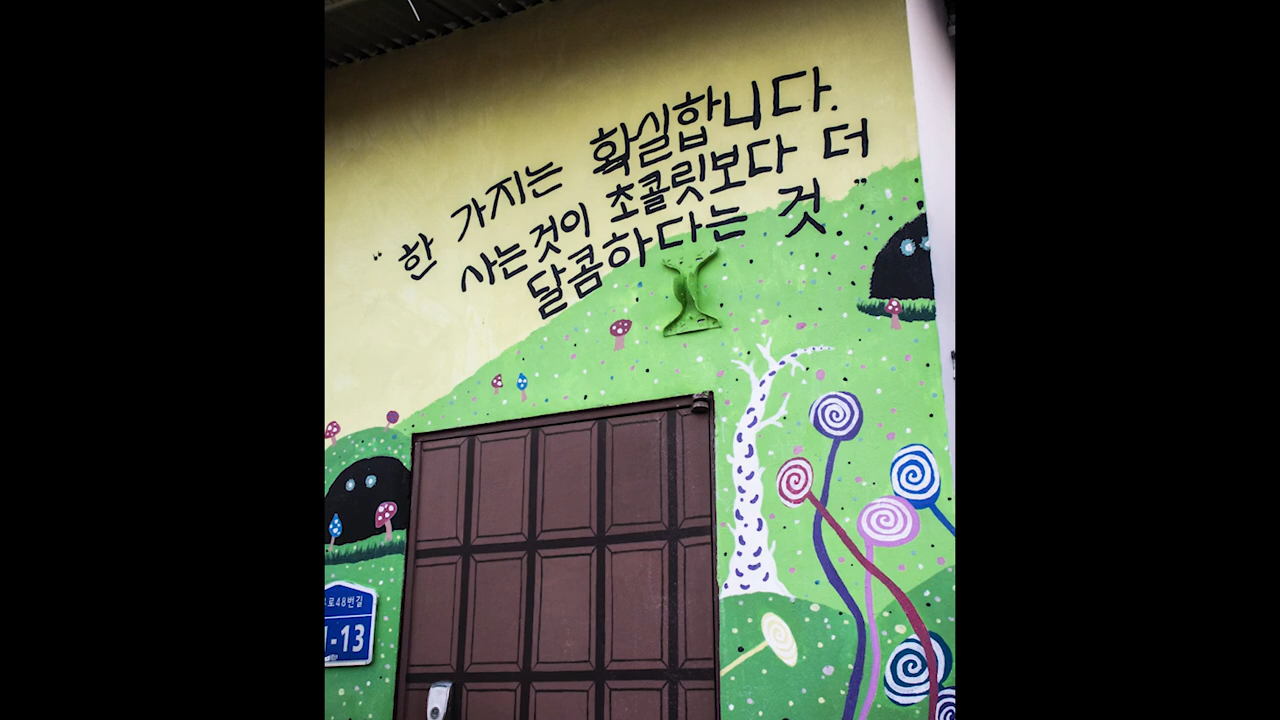 확실합니다.
“한 가지는
초콜릿보다 더
사는것이
달콤하다는 것”
로48번길
-13